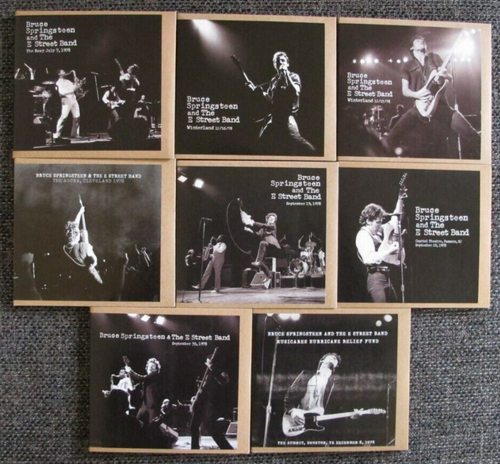 Bruce
Springsteen
and The
E Street Band
The Roxy July 7, 1978
Bruce
Springsteen
and The
E Street Band
Winterland 12/15/78
Bruce
Springsteen
and The
E Street Band
Winterland 12/16/78
BRUCE SPRINGSTEEN & THE E STREET BAND
THE AGORA, CLEVELAND 1978
Bruce
Springsteen
and The
E Street Band
September 19, 1978
Bruce
Springsteen
and The
E Street Band
Capitol Theatre, Passaic, NJ
September 20, 1978
Bruce Springsteen & The E Street Band
September 30, 1978
BRUCE SPRINGSTEEN AND THE E STREET BAND
MUSICARES HURRICANE RELIEF FUND
THE SUMMIT, HOUSTON, TX DECEMBER 8, 1978